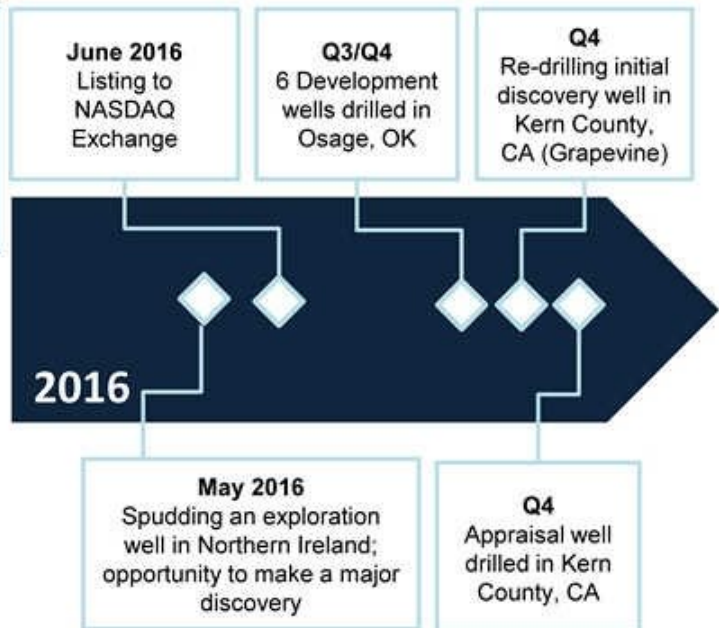 June 2016
Listing to
NASDAQ
Exchange
Q3/Q4
6 Development
wells drilled in
Osage, OK
Q4
Re-drilling initial
discovery well in
Kern County,
CA (Grapevine)
2016
May 2016
Spudding an exploration
well in Northern Ireland;
opportunity to make a major
discovery
Q4
Appraisal well
drilled in Kern
County, CA